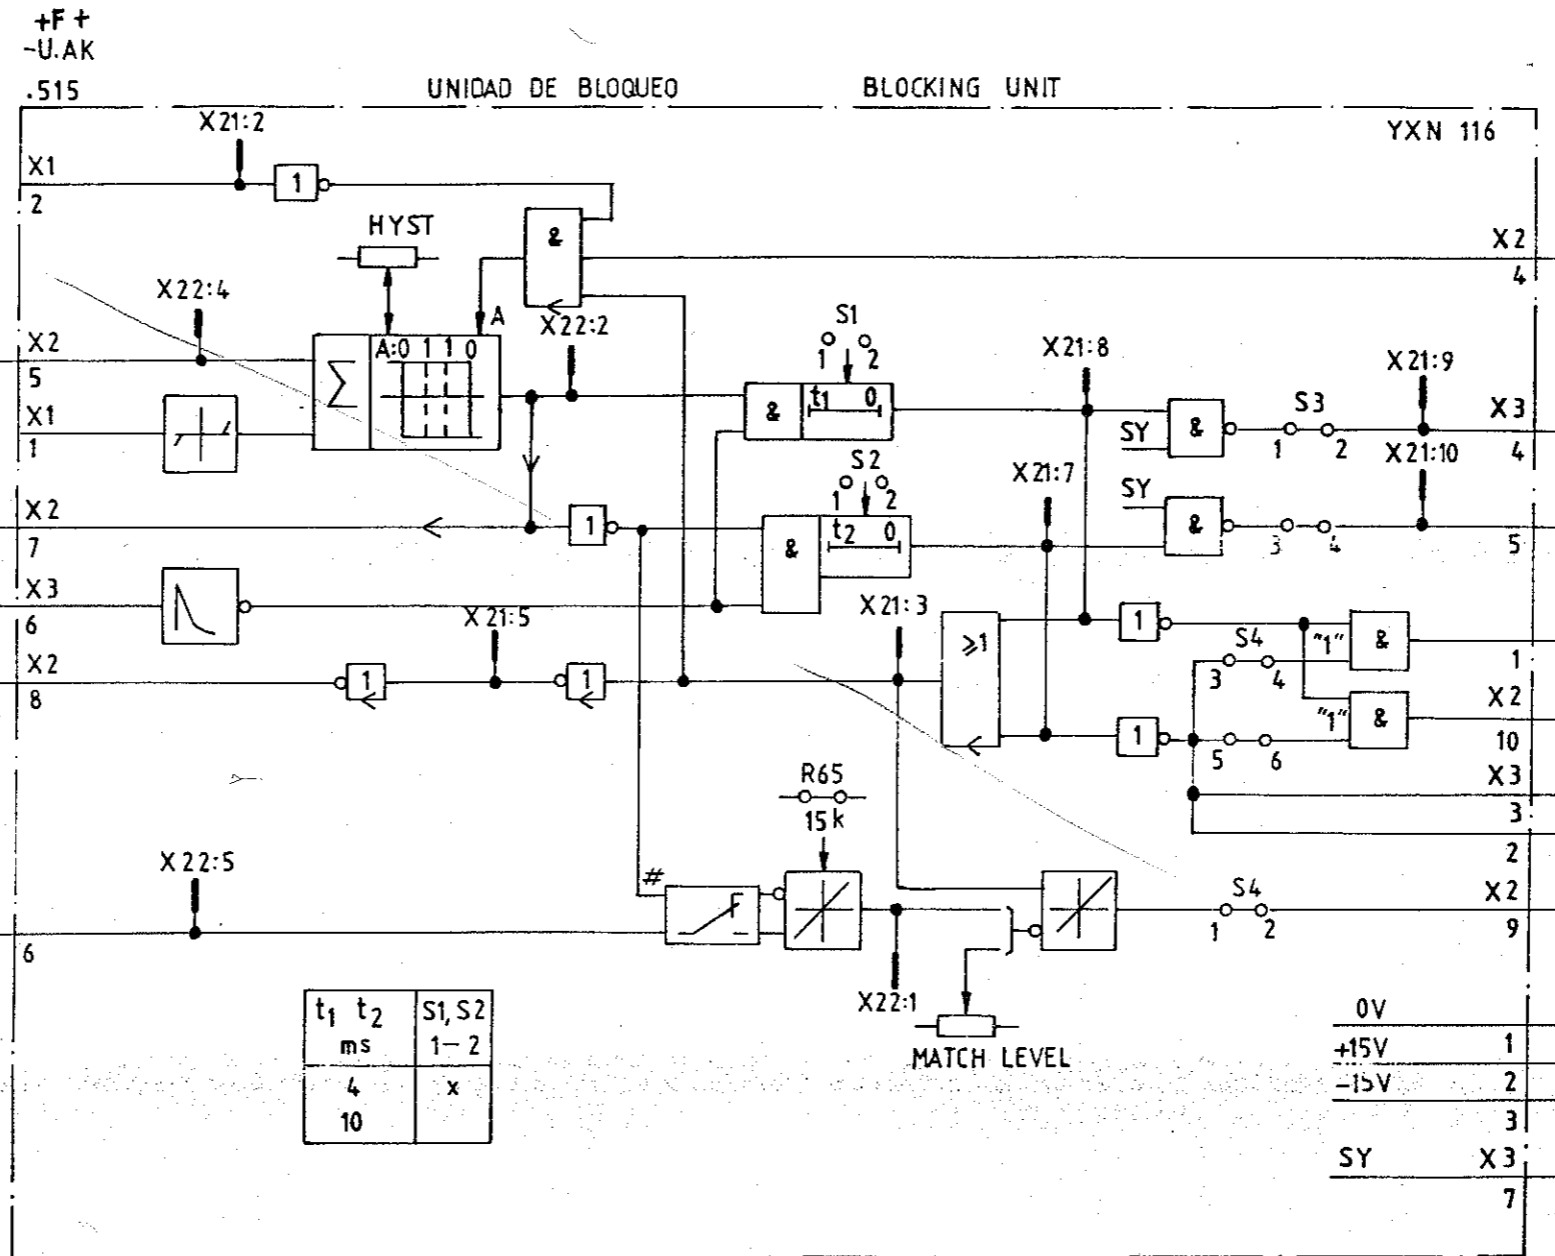 +F +
-U.AK
.515
UNIDAD DE BLOQUEO
BLOCKING UNIT
YXN 116
X21:2
X1
2
1
HYST
&
X2
4
X22:4
A
X22:2
S1
1 2
X2
5
Σ
A:0 1 1 0
X21:8
X21:9
X1
1
&
t1 0
SY
&
S3
1 2
X3
4
S2
1 2
X21:7
X21:10
SY
X2
7
1
&
t2 0
&
3 4
5
X3
6
X21:5
X21:3
≥1
1
"1"
&
1
S4
3 4
X2
8
1
1
"1"
&
X2
10
1
5 6
R65
15k
X3
3
2
X22:5
#
6
S4
1 2
X2
9
X22:1
MATCH LEVEL
t1 t2
ms
S1, S2
1-2
4
x
10
0V
+15V
1
-15V
2
3
SY
X3
7